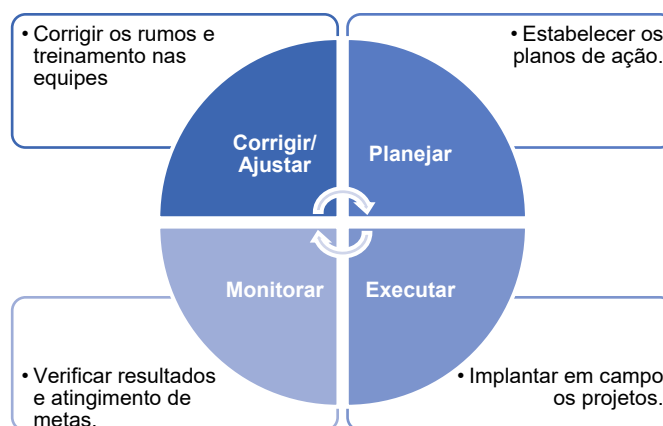 • Corrigir os rumos e
treinamento nas
equipes
• Estabelecer os
planos de ação.
Corrigir/
Ajustar
Planejar
Monitorar
Executar
• Verificar resultados
e atingimento de
metas.
• Implantar em campo
os projetos.